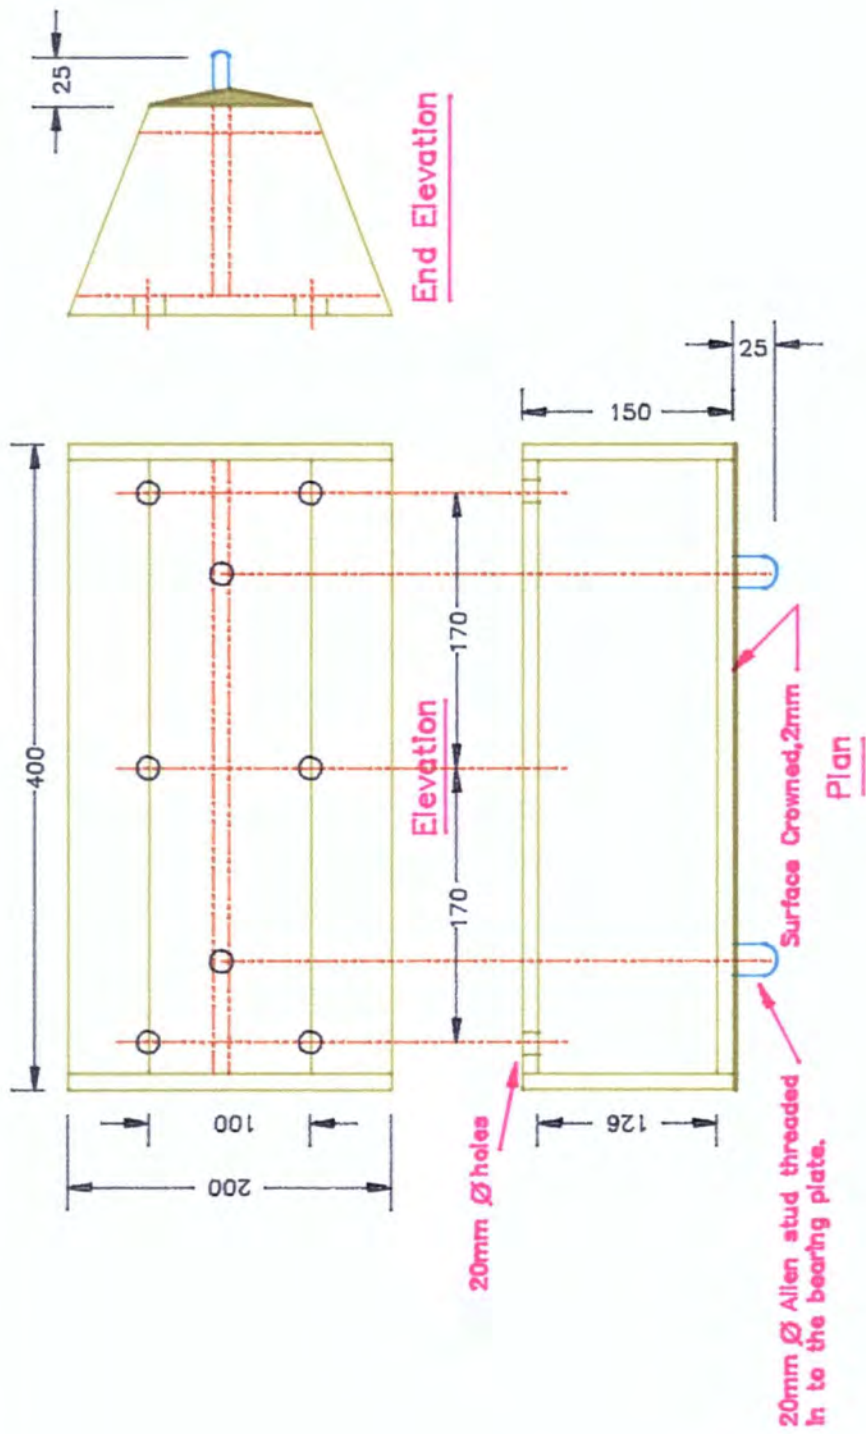 25
End Elevation
400
170
170
Elevation
100
200
150
25
126
20mm Ø holes
20mm Ø Allen stud threaded
in to the bearing plate.
Surface Crowned,2mm
Plan